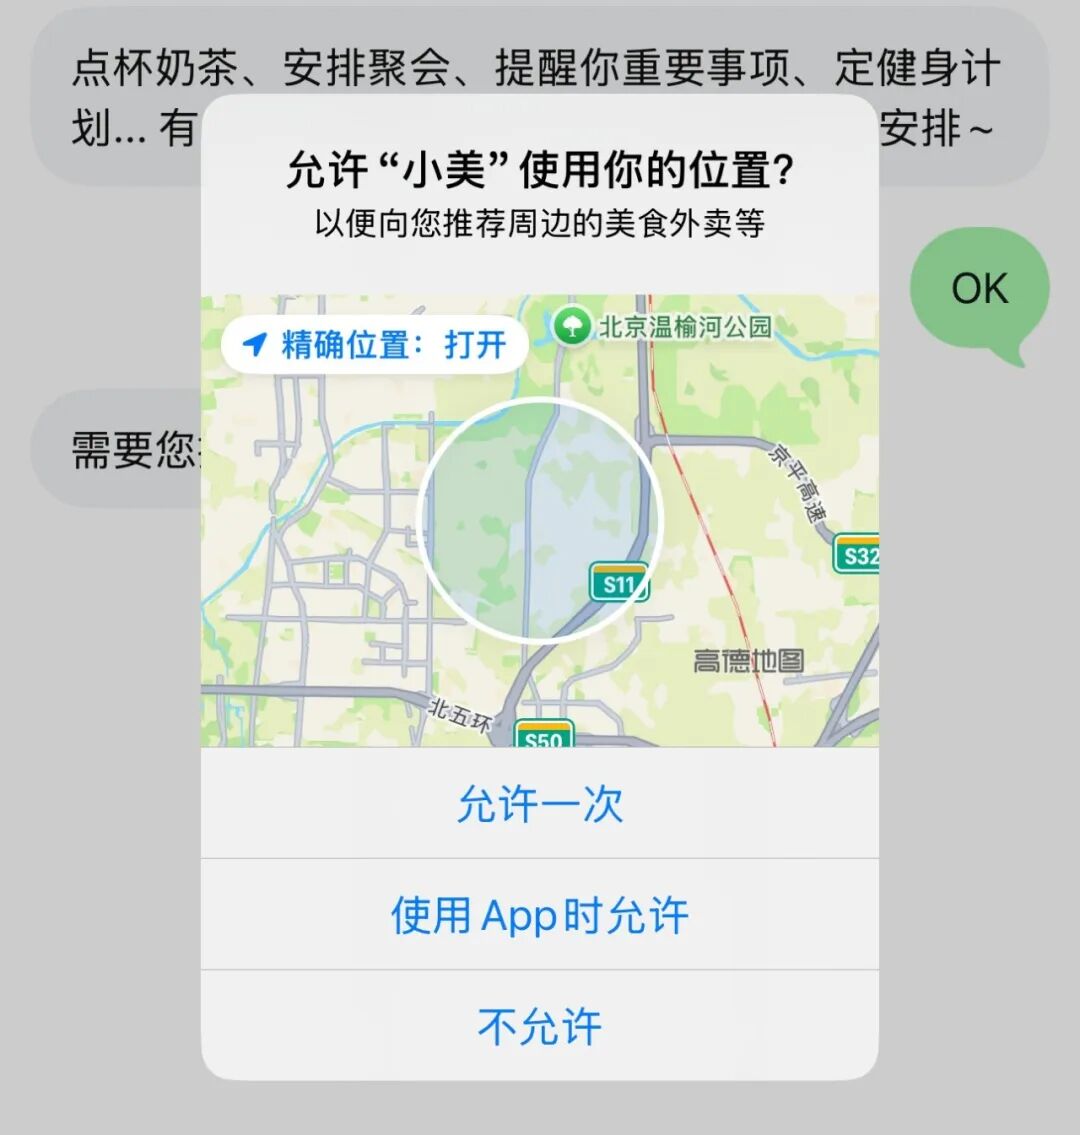 点杯奶茶、安排聚会、提醒你重要事项、定健身计
划... 有
安排~
允许“小美”使用你的位置?
以便向您推荐周边的美食外卖等
OK
精确位置：打开
北京温榆河公园
需要您
京平高速
S32
S11
高德地图
北五环
S50
允许一次
使用App时允许
不允许